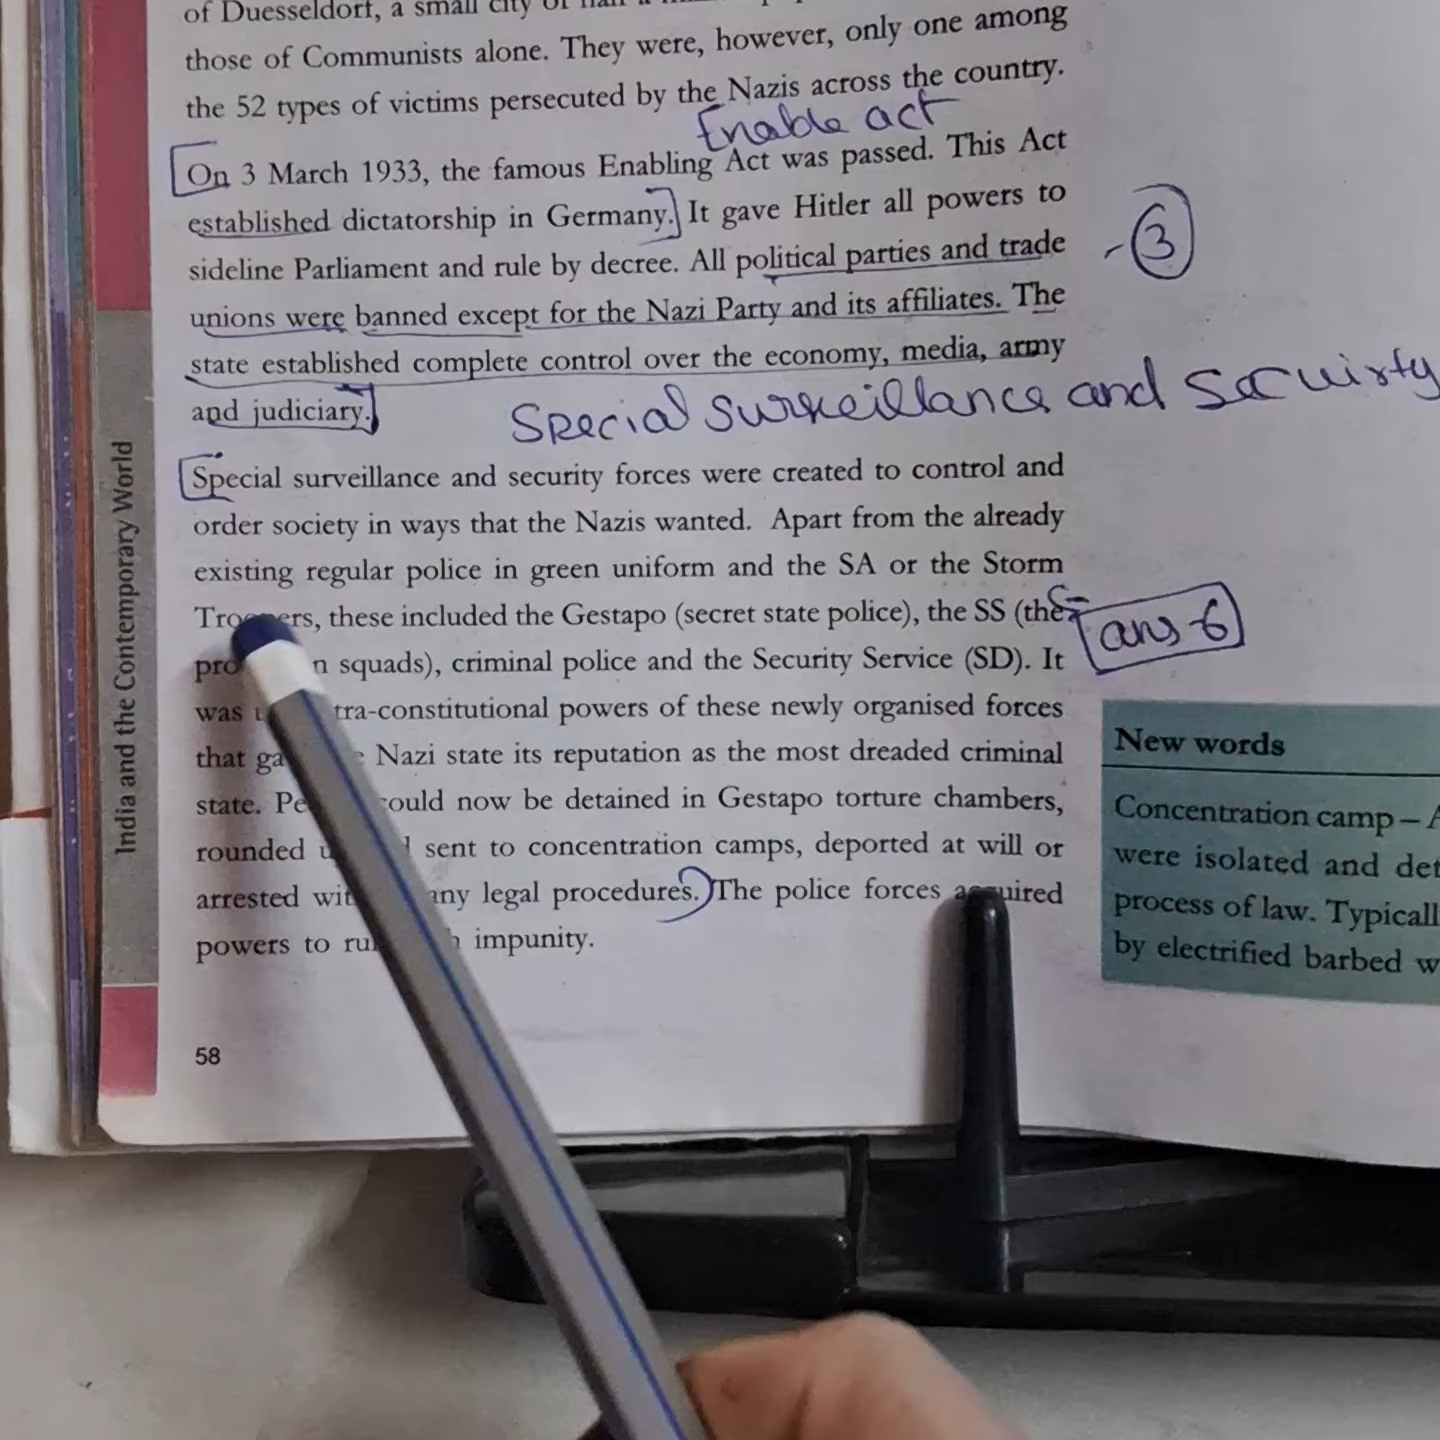 of Duesseldorf, a small city of half a
those of Communists alone. They were, however, only one among
the 52 types of victims persecuted by the Nazis across the country.
Enable act
On 3 March 1933, the famous Enabling Act was passed. This Act
established dictatorship in Germany. It gave Hitler all powers to
sideline Parliament and rule by decree. All political parties and trade
- 3
unions were banned except for the Nazi Party and its affiliates. The
state established complete control over the economy, media, army
and judiciary.
Special surveillance and
Special surveillance and security forces were created to control and
order society in ways that the Nazis wanted. Apart from the already
existing regular police in green uniform and the SA or the Storm
Troopers, these included the Gestapo (secret state police), the SS (the
ans-6
squads), criminal police and the Security Service (SD). It
was tra-constitutional powers of these newly organised forces
that Nazi state its reputation as the most dreaded criminal
state. could now be detained in Gestapo torture chambers,
rounded sent to concentration camps, deported at will or
arrested any legal procedures. The police forces acquired
powers to impunity.
58
India and the Contemporary World
New words
Concentration camp – A
were isolated and det
process of law. Typicall
by electrified barbed w